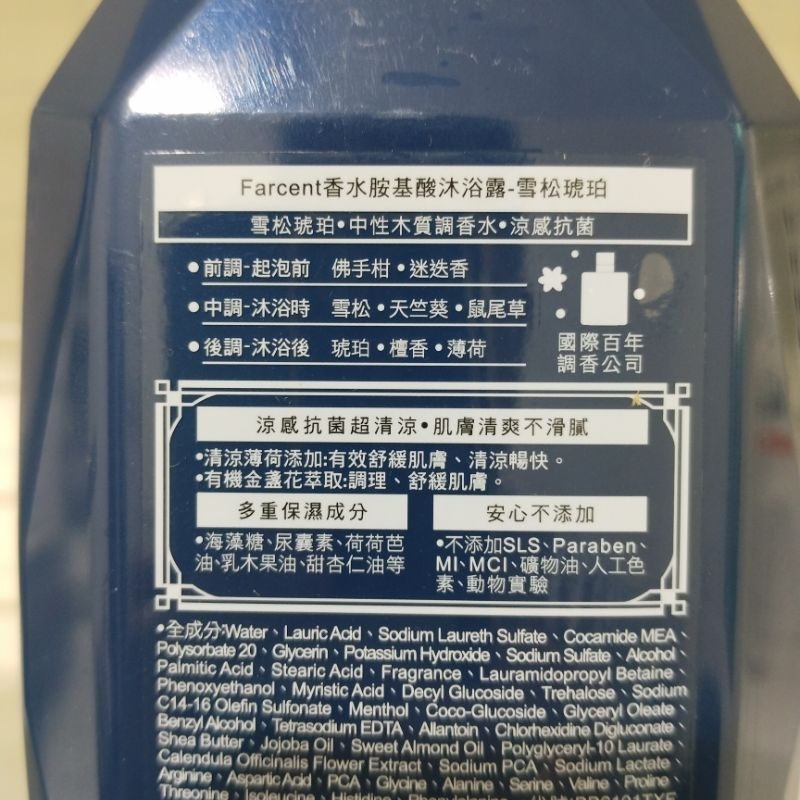 Farcent香水胺基酸沐浴露-雪松琥珀
雪松琥珀•中性木質調香水•涼感抗菌
•前調-起泡前 佛手柑•迷迭香
•中調-沐浴時 雪松•天竺葵•鼠尾草
•後調-沐浴後 琥珀•檀香•薄荷
國際百年
調香公司
涼感抗菌超清涼•肌膚清爽不滑膩
•清涼薄荷添加:有效舒緩肌膚、清涼暢快。
•有機金盞花萃取:調理、舒緩肌膚。
多重保濕成分
•海藻糖、尿囊素、荷荷芭
油、乳木果油、甜杏仁油等
安心不添加
•不添加SLS、Paraben、
MI、MCI、礦物油、人工色
素、動物實驗
•全成分:Water、Lauric Acid、Sodium Laureth Sulfate、Cocamide MEA、
Polysorbate 20、Glycerin、Potassium Hydroxide、Sodium Sulfate、Alcohol、
Palmitic Acid、Stearic Acid、Fragrance、Lauramidopropyl Betaine、
Phenoxyethanol、Myristic Acid、Decyl Glucoside、Trehalose、Sodium
C14-16 Olefin Sulfonate、Menthol、Coco-Glucoside、Glyceryl Oleate、
Benzyl Alcohol、Tetrasodium EDTA、Allantoin、Chlorhexidine Digluconate、
Shea Butter、Jojoba Oil、Sweet Almond Oil、Polyglyceryl-10 Laurate、
Calendula Officinalis Flower Extract、Sodium PCA、Sodium Lactate、
Arginine、Aspartic Acid、PCA、Glycine、Alanine、Serine、Valine、Proline、
Threonine、Isoleucine、Histidine、Phenylalanine